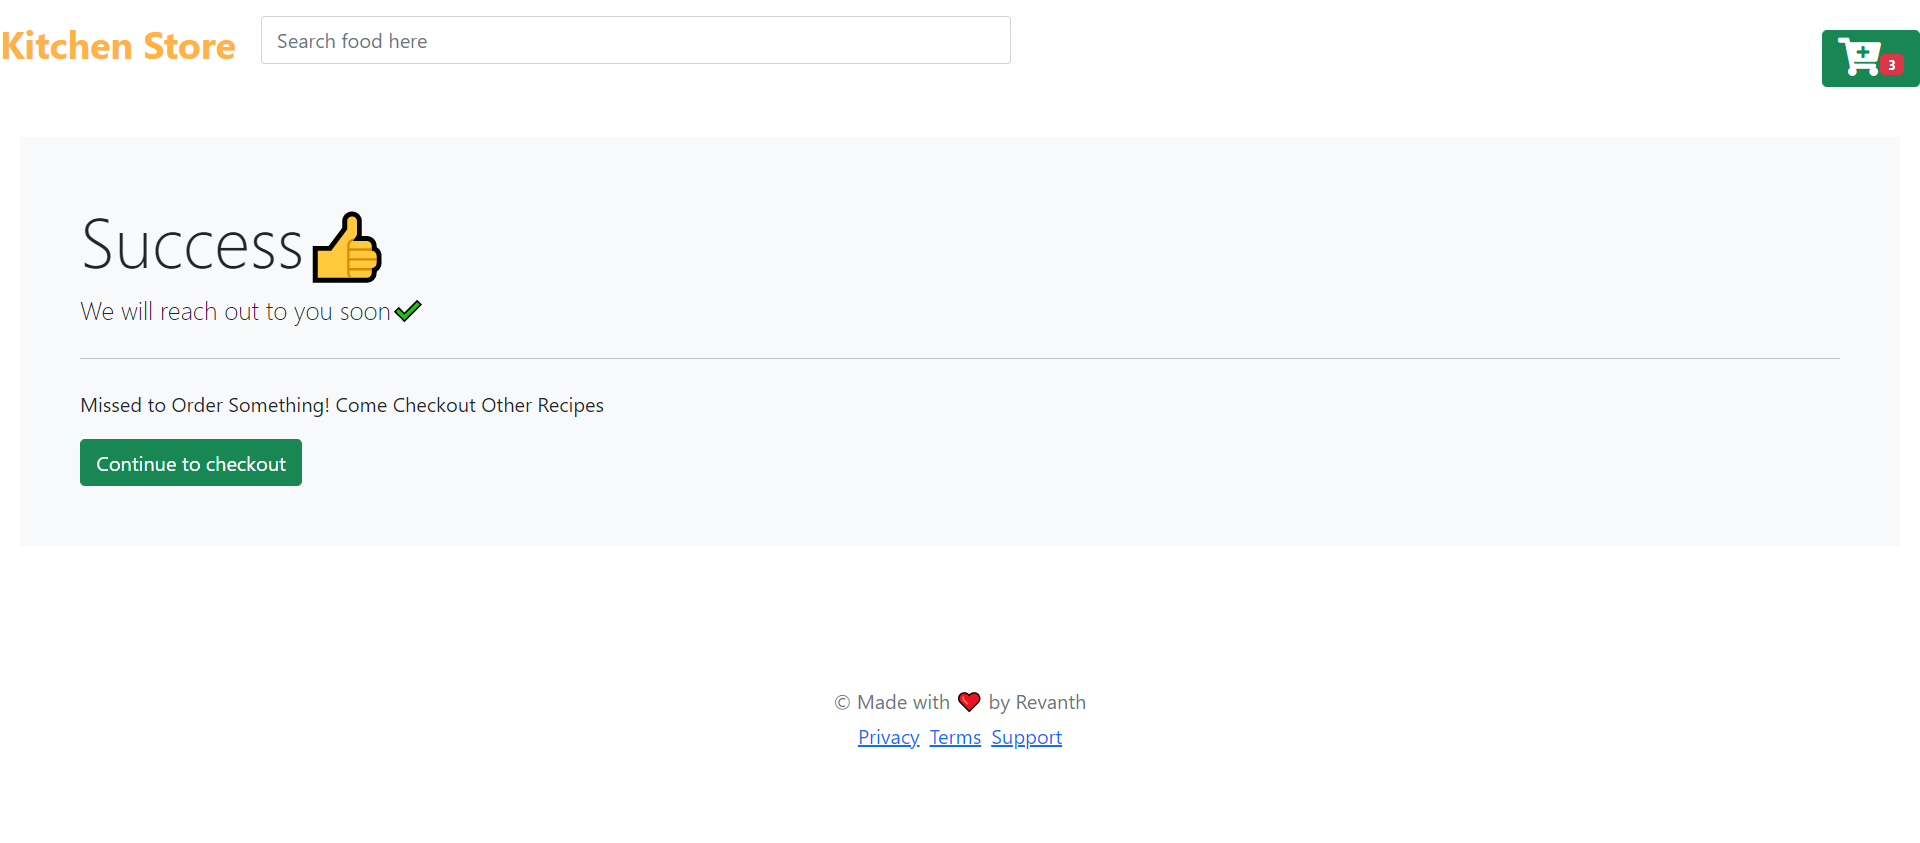 Kitchen Store
Search food here
3
Success👍
We will reach out to you soon✔
Missed to Order Something! Come Checkout Other Recipes
Continue to checkout
© Made with ❤ by Revanth
Privacy Terms Support